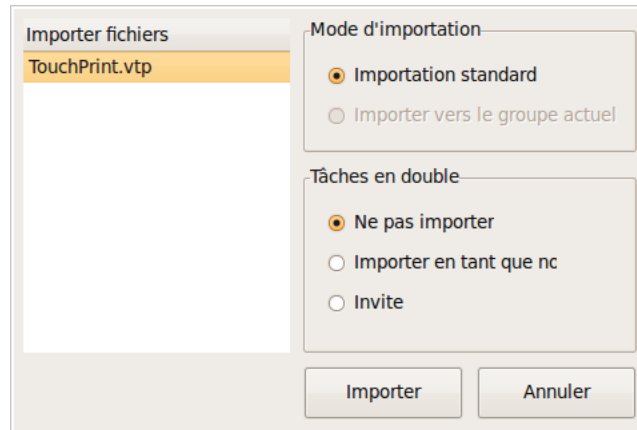 Importer fichiers
TouchPrint.vtp
Mode d'importation
Importation standard
Importer vers le groupe actuel
Tâches en double
Ne pas importer
Importer en tant que
Invite
Importer
Annuler